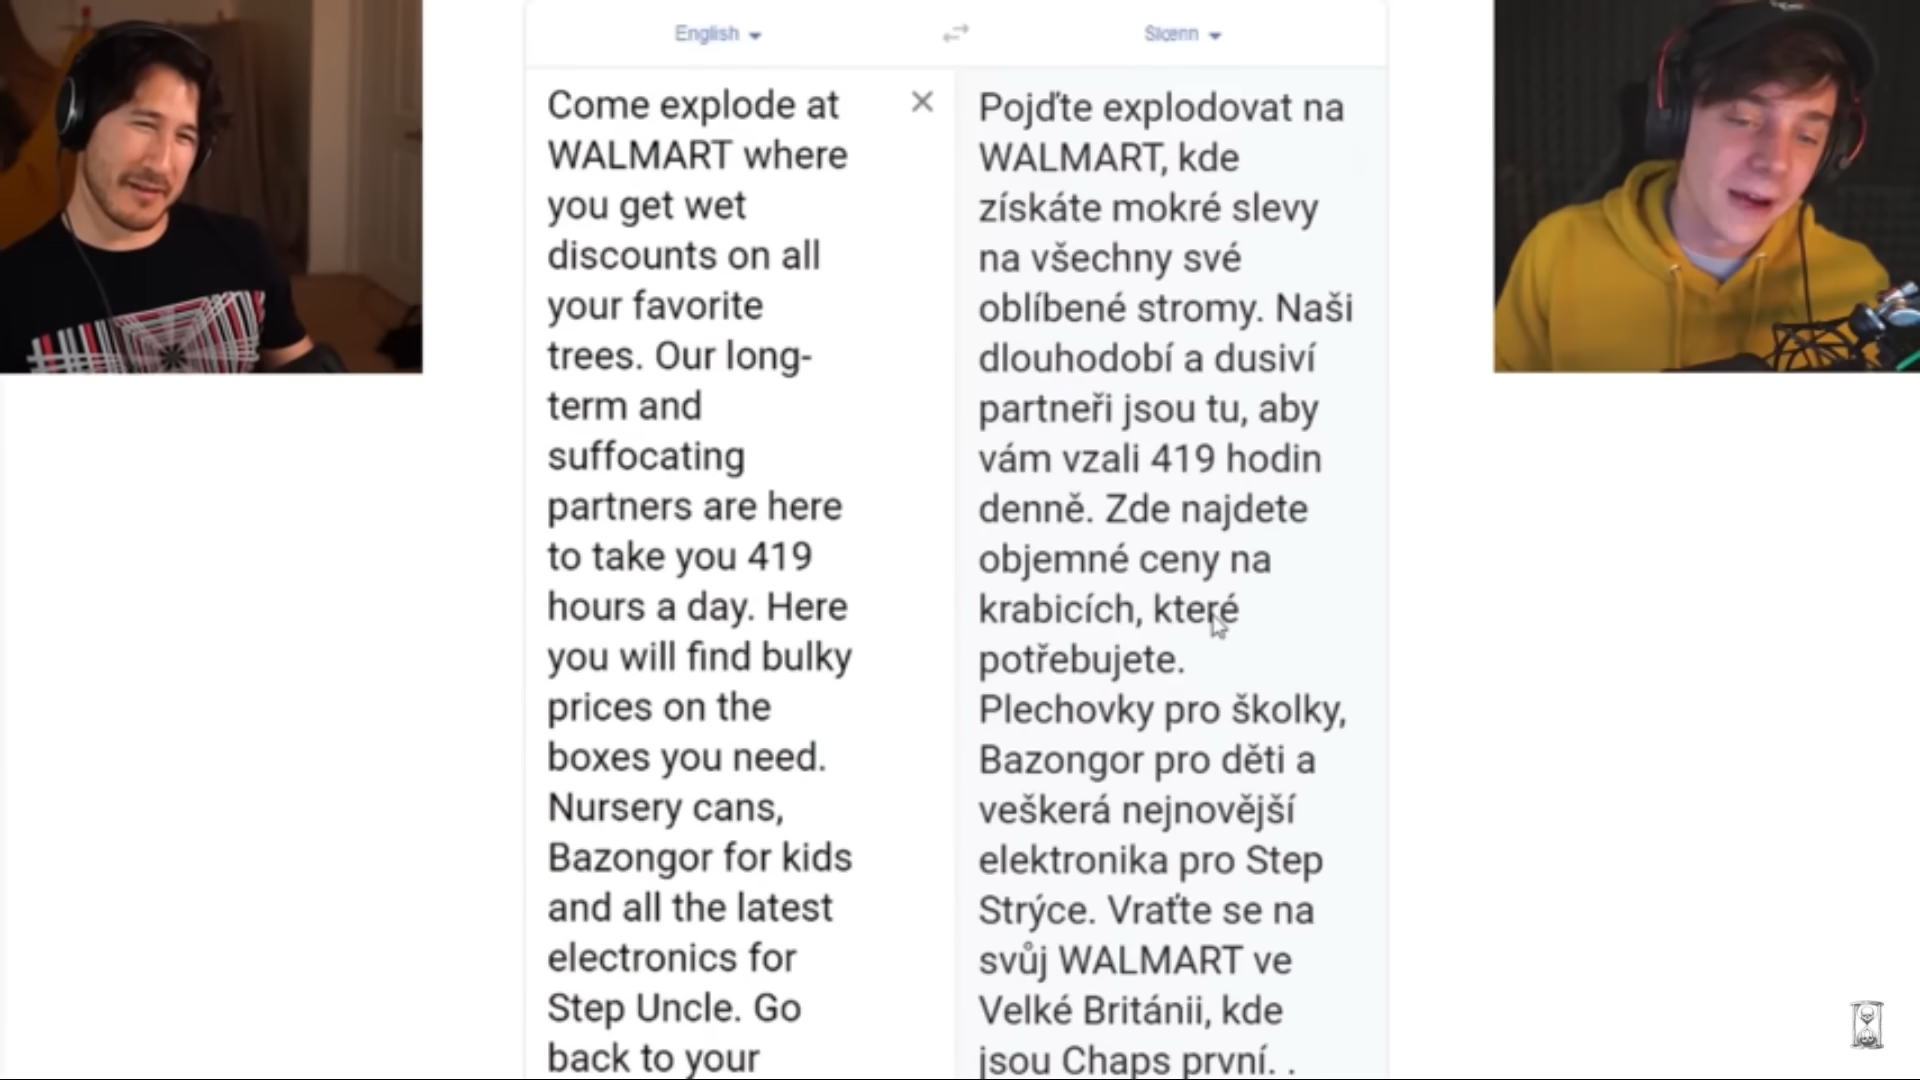 English
Come explode at
WALMART where
you get wet
discounts on all
your favorite
trees. Our long-
term and
suffocating
partners are here
to take you 419
hours a day. Here
you will find bulky
prices on the
boxes you need.
Nursery cans,
Bazongor for kids
and all the latest
electronics for
Step Uncle. Go
back to your
Pojďte explodovat na
WALMART, kde
získáte mokré slevy
na všechny své
oblíbené stromy. Naši
dlouhodobí a dusiví
partneři jsou tu, aby
vám vzali 419 hodin
denně. Zde najdete
objemné ceny na
krabicích, které
potřebujete.
Plechovky pro školky,
Bazongor pro děti a
veškerá nejnovější
elektronika pro Step
Strýce. Vraťte se na
svůj WALMART ve
Velké Británii, kde
jsou Chaps první. .